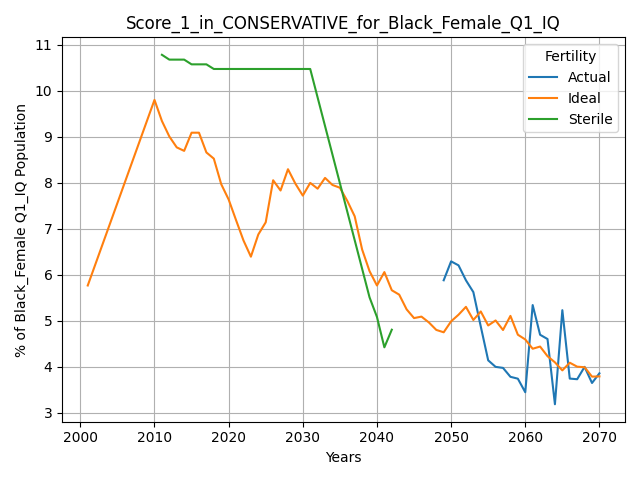 Score_1_in_CONSERVATIVE_for_Black_Female_Q1_IQ
Fertility
Actual
Ideal
Sterile
% of Black_Female Q1_IQ Population
11
10
9
8
7
6
5
4
3
2000 2010 2020 2030 2040 2050 2060 2070
Years